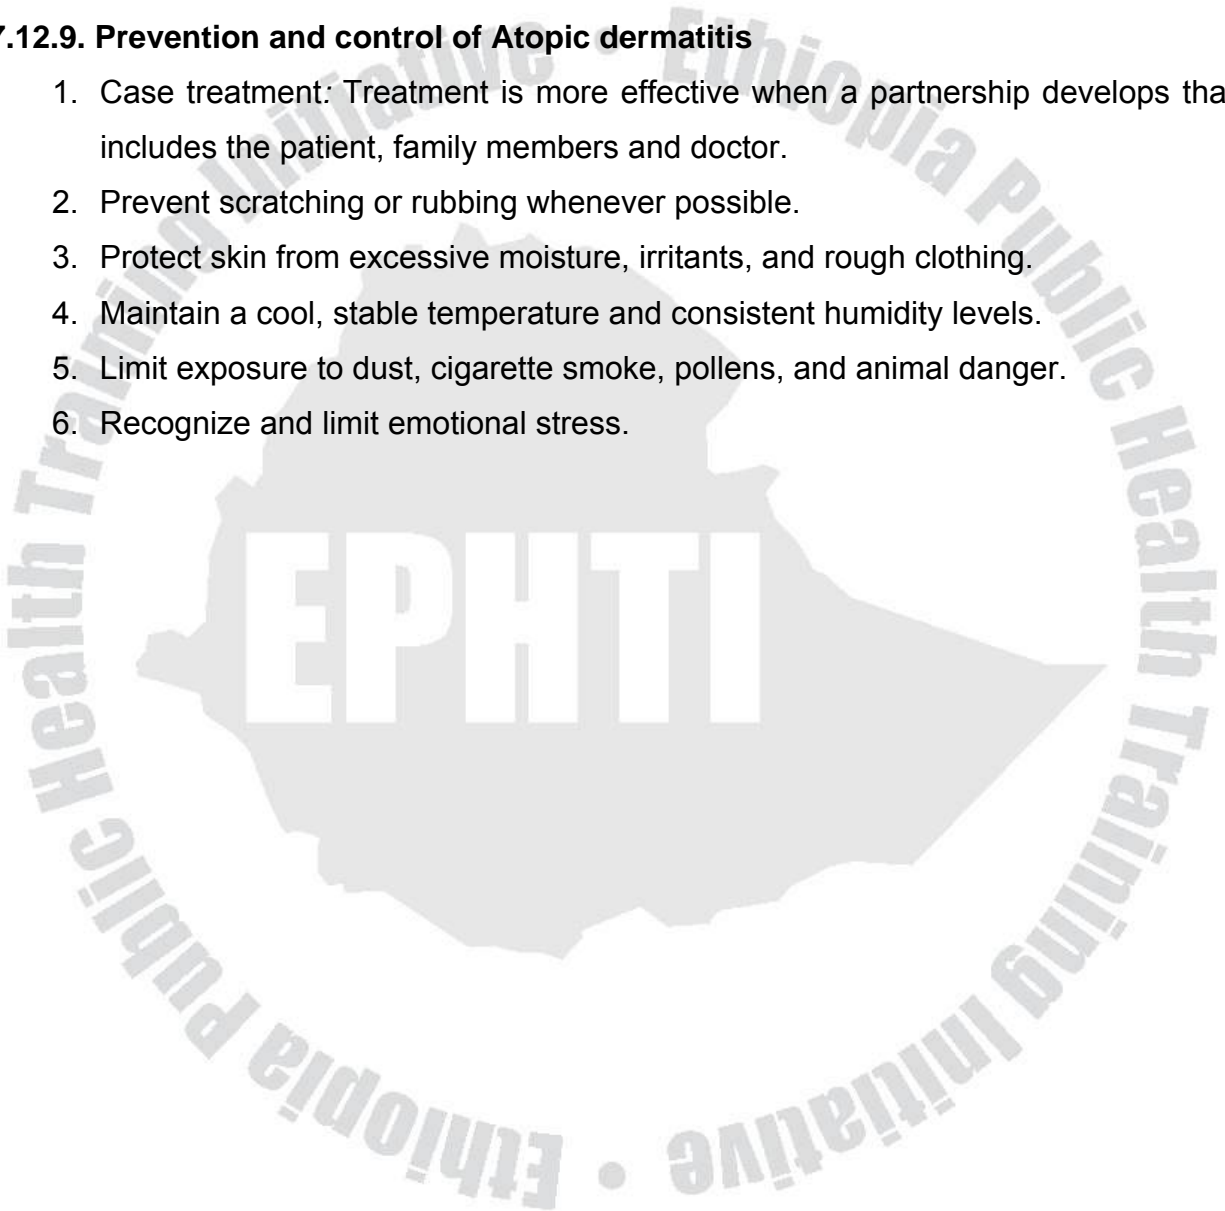 7.12.9. Prevention and control of Atopic dermatitis
1. Case treatment: Treatment is more effective when a partnership develops tha
includes the patient, family members and doctor.
2. Prevent scratching or rubbing whenever possible.
3. Protect skin from excessive moisture, irritants, and rough clothing.
4. Maintain a cool, stable temperature and consistent humidity levels.
5. Limit exposure to dust, cigarette smoke, pollens, and animal danger.
6. Recognize and limit emotional stress.
EPHTI
Ethiopia Public Health Training Initiative • Ethiopia Public Health Training Initiative •